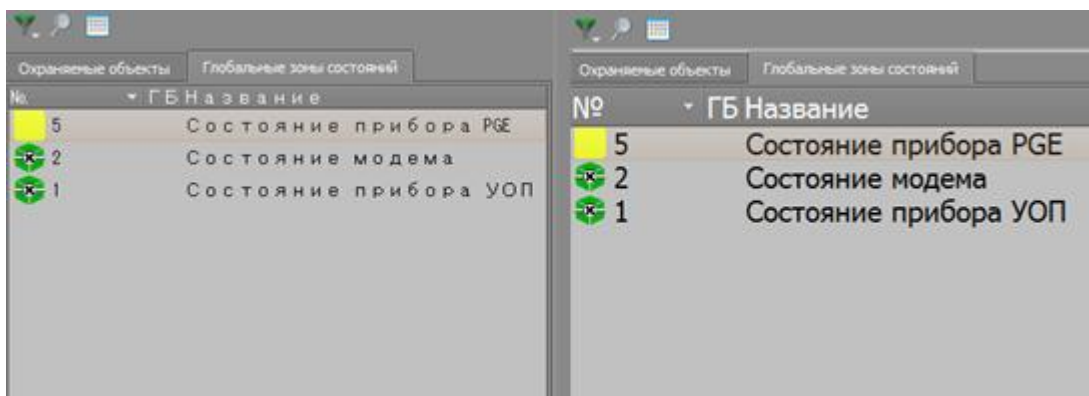 Охраняемые объекты Глобальные зоны состояний
№ ГБ Название
5 Состояние прибора PGE
2 Состояние модема
1 Состояние прибора УОП
Охраняемые объекты Глобальные зоны состояний
№ ГБ Название
5 Состояние прибора PGE
2 Состояние модема
1 Состояние прибора УОП